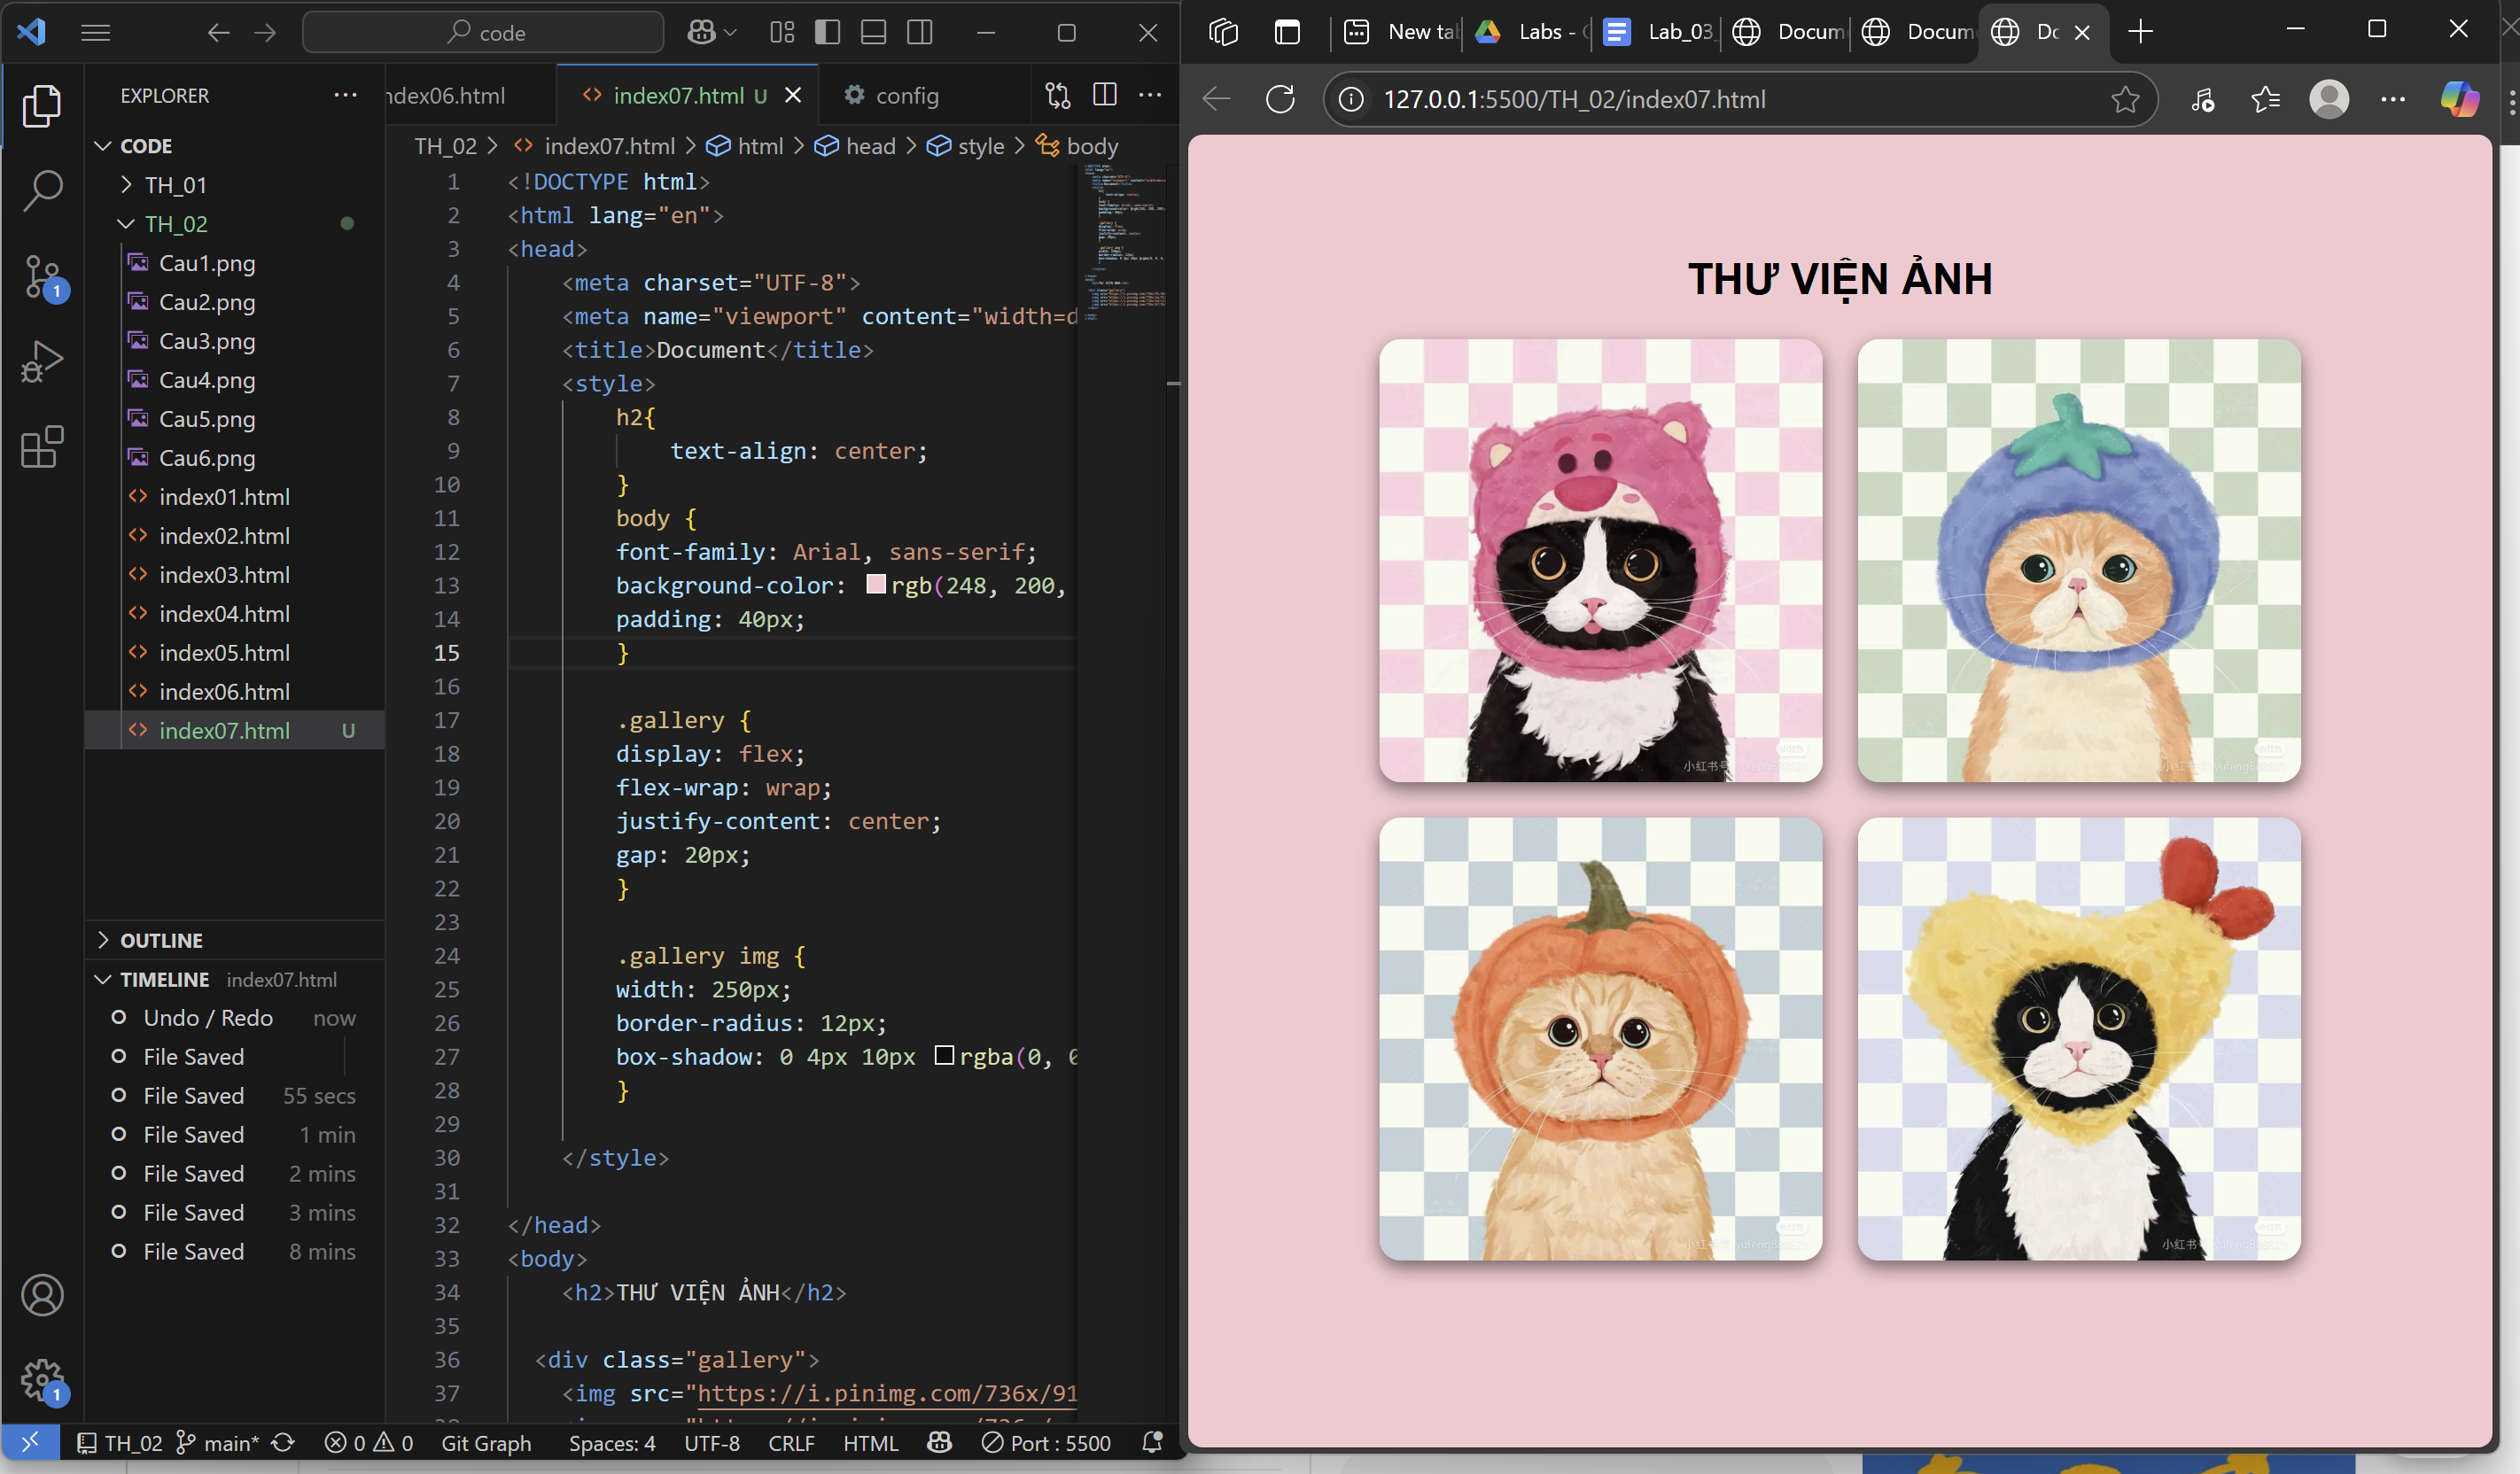 code
EXPLORER
CODE
TH_01
TH_02
Cau1.png
Cau2.png
Cau3.png
Cau4.png
Cau5.png
Cau6.png
index01.html
index02.html
index03.html
index04.html
index05.html
index06.html
index07.html U
OUTLINE
TIMELINE index07.html
Undo / Redo now
File Saved
File Saved 55 secs
File Saved 1 min
File Saved 2 mins
File Saved 3 mins
File Saved 8 mins
ndex06.html
index07.html U
config
TH_02 > index07.html > html > head > style > body
1 <!DOCTYPE html>
2 <html lang="en">
3 <head>
4 <meta charset="UTF-8">
5 <meta name="viewport" content="width=d
6 <title>Document</title>
7 <style>
8 h2{
9 text-align: center;
10 }
11 body {
12 font-family: Arial, sans-serif;
13 background-color: rgb(248, 200,
14 padding: 40px;
15 }
16
17 .gallery {
18 display: flex;
19 flex-wrap: wrap;
20 justify-content: center;
21 gap: 20px;
22 }
23
24 .gallery img {
25 width: 250px;
26 border-radius: 12px;
27 box-shadow: 0 4px 10px rgba(0, 0
28 }
29
30 </style>
31
32 </head>
33 <body>
34 <h2>THƯ VIỆN ẢNH</h2>
35
36 <div class="gallery">
37 <img src="https://i.pinimg.com/736x/91
TH_02 main* 0 0 Git Graph Spaces: 4 UTF-8 CRLF HTML Port : 5500
1
1
New ta
Labs -
Lab_03_
Docum
Docum
Do
127.0.0.1:5500/TH_02/index07.html
THƯ VIỆN ẢNH
小红书
小红书